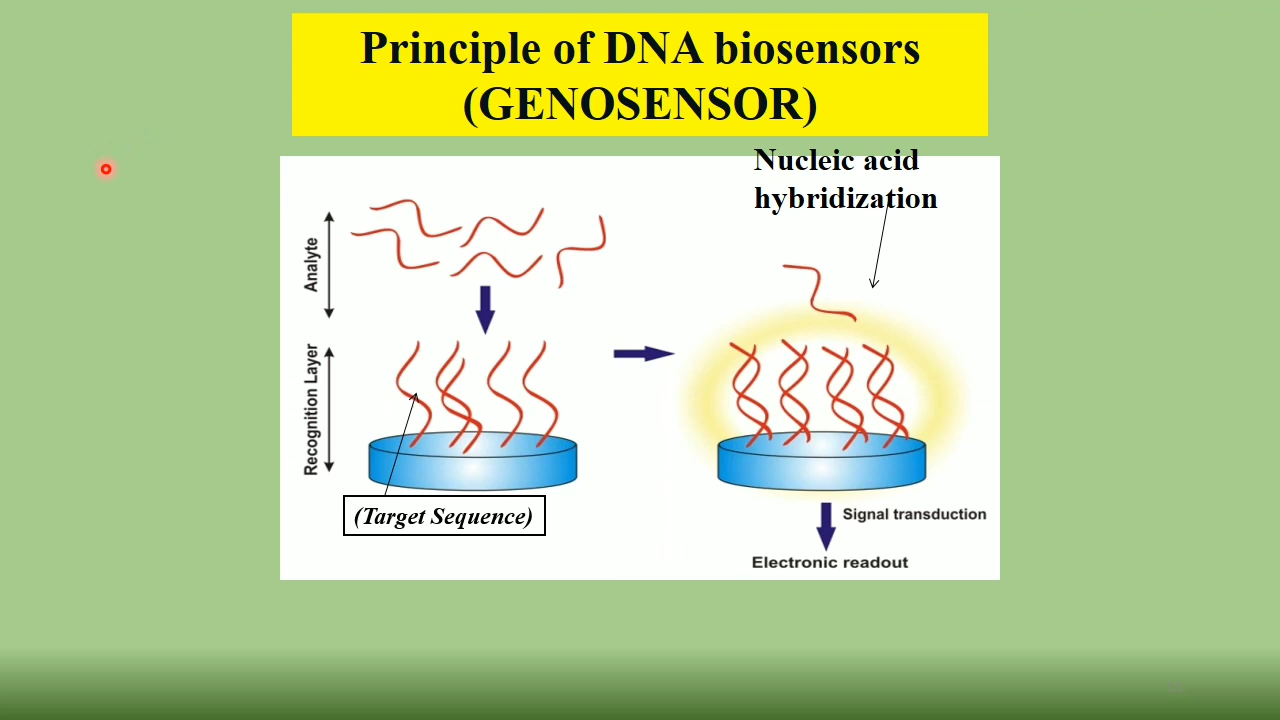 Principle of DNA biosensors
(GENOSENSOR)
Nucleic acid
hybridization
Analyte
Recognition Layer
(Target Sequence)
Signal transduction
Electronic readout